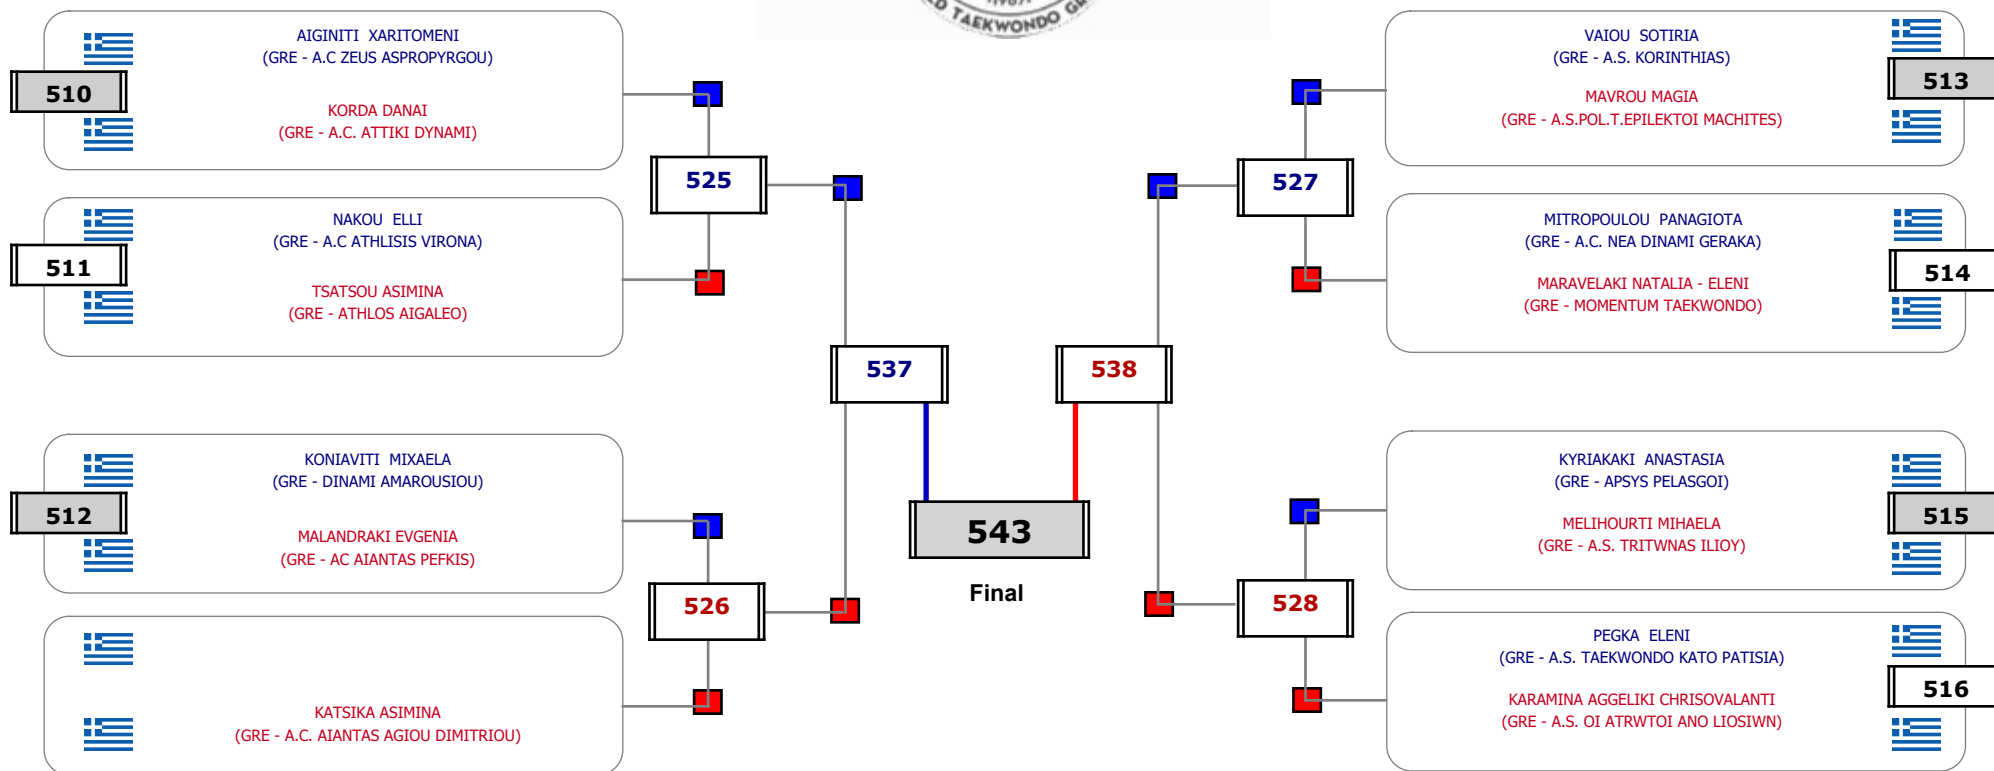 TAEKWONDO
AIGINITI XARITOMENI
(GRE - A.C ZEUS ASPROPYRGOU)
510
KORDA DANAI
(GRE - A.C. ATTIKI DYNAMI)
525
NAKOU ELLI
(GRE - A.C ATHLISIS VIRONA)
511
TSATSOU ASIMINA
(GRE - ATHLOS AIGALEO)
537
KONIAVITI MIXAELA
(GRE - DINAMI AMAROUSIOU)
512
MALANDRAKI EVGENIA
(GRE - AC AIANTAS PEFKIS)
526
KATSIKA ASIMINA
(GRE - A.C. AIANTAS AGIOU DIMITRIOU)
543
Final
VAIOU SOTIRIA
(GRE - A.S. KORINTHIAS)
513
MAVROU MAGIA
(GRE - A.S.POL.T.EPILEKTOI MACHITES)
527
MITROPOULOU PANAGIOTA
(GRE - A.C. NEA DINAMI GERAKA)
514
MARAVELAKI NATALIA - ELENI
(GRE - MOMENTUM TAEKWONDO)
538
KYRIAKAKI ANASTASIA
(GRE - APSYS PELASGOI)
515
MELIHOURTI MIHAELA
(GRE - A.S. TRITWNAS ILIOY)
528
PEGKA ELENI
(GRE - A.S. TAEKWONDO KATO PATISIA)
516
KARAMINA AGGELIKI CHRISOVALANTI
(GRE - A.S. OI ATRWTOI ANO LIOSIWN)